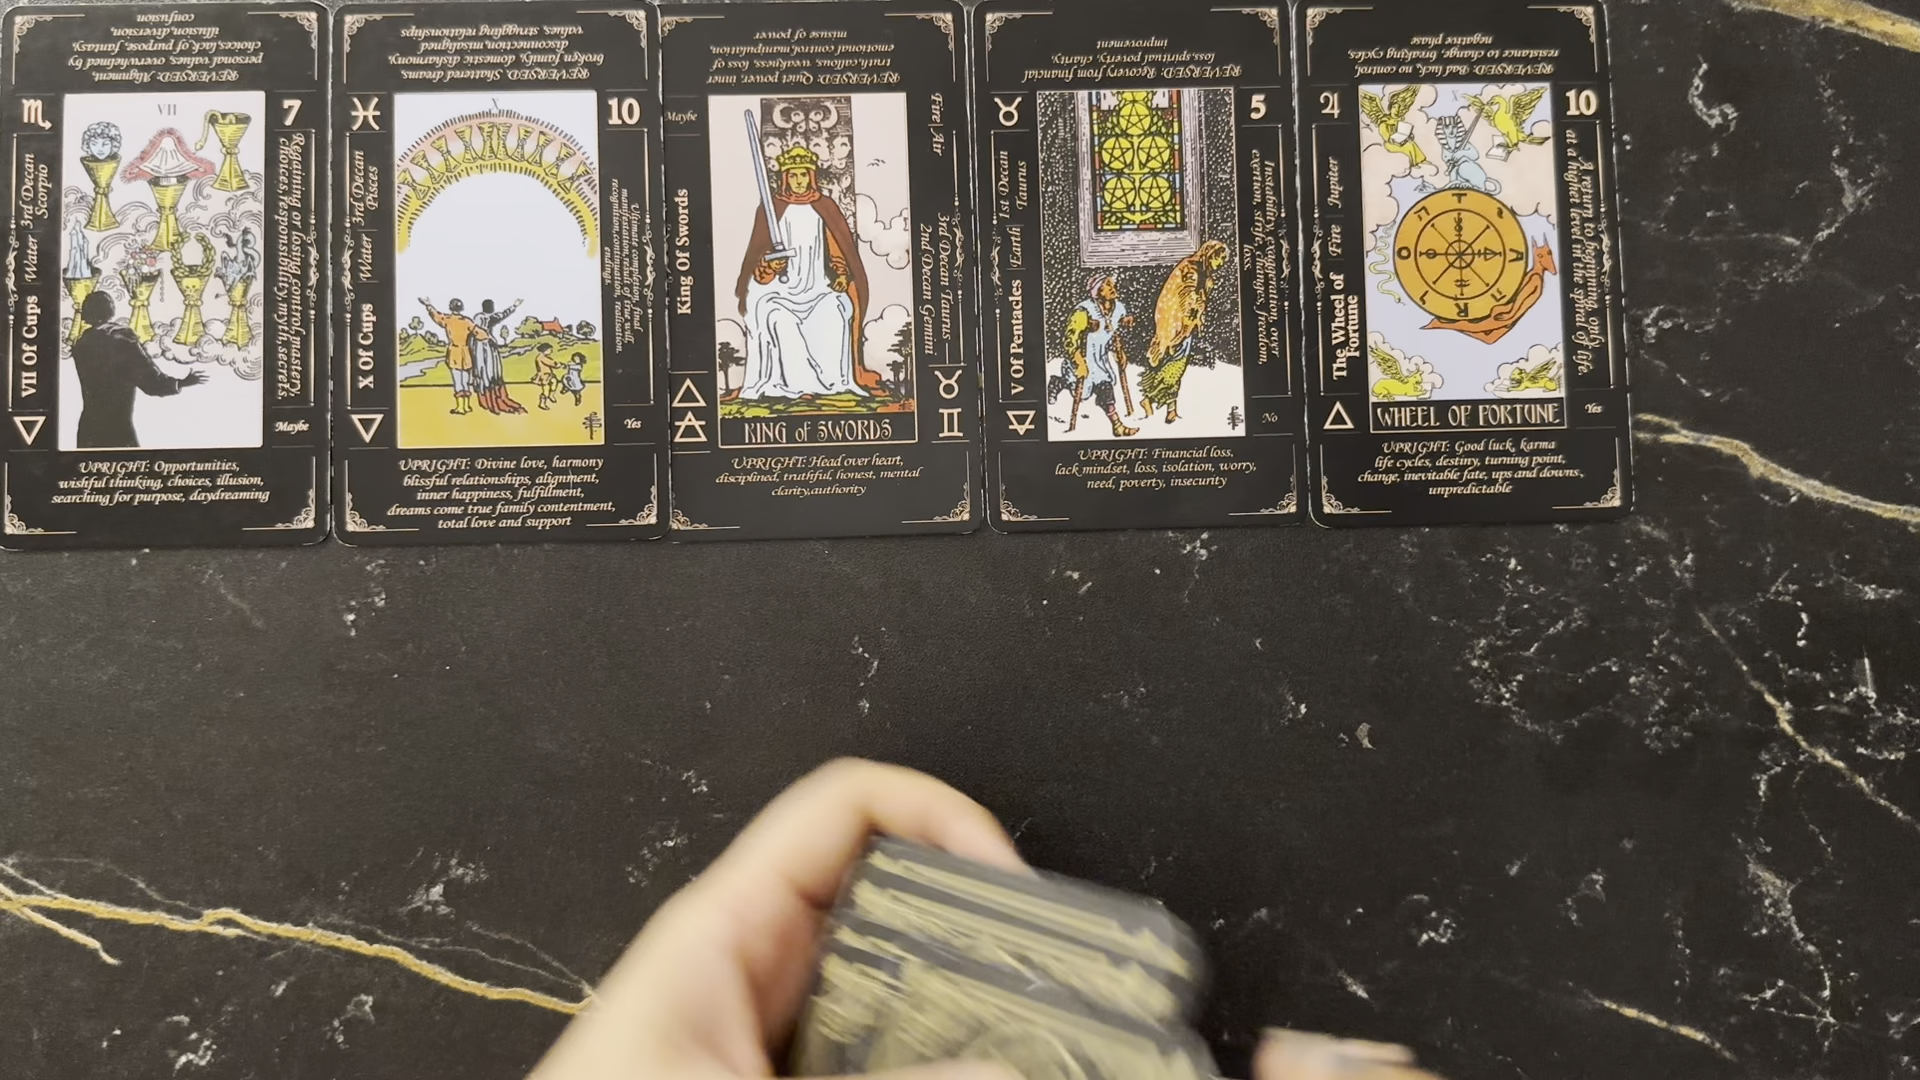 REVERSED: Alignment,
personal values, overwhelmed by
choices, lack of purpose, fantasy,
illusion, diversion,
confusion
VII
7
3rd Decan
Scorpio
Water
VII Of Cups
Regaining or losing control, mastery,
choices, responsibility, myth, secrets
Maybe
UPRIGHT: Opportunities,
wishful thinking, choices, illusion,
searching for purpose, daydreaming
REVERSED: Shattered dreams,
broken family, domestic disharmony,
disconnection, misaligned
values, struggling relationships
X
10
3rd Decan
Pisces
Water
X Of Cups
Ultimate completion, final
manifestation, result of fire, will,
recognition, continuation, realisation,
endings.
Yes
UPRIGHT: Divine love, harmony
blissful relationships, alignment,
inner happiness, fulfillment,
dreams come true family contentment,
total love and support
REVERSED: Quiet power, inner
truth, callous, weakness, loss of
emotional control, manipulation,
misuse of power
Maybe
Fire | Air
King Of Swords
3rd Decan Taurus
2nd Decan Gemini
KING of SWORDS
UPRIGHT: Head over heart,
disciplined, truthful, honest, mental
clarity, authority
REVERSED: Recovery from financial
loss, spiritual poverty, charity,
improvement
5
1st Decan
Taurus
Earth
V Of Pentacles
Instability, exaggeration, over
exertion, strife, changes, freedom,
loss.
No
UPRIGHT: Financial loss,
lack mindset, loss, isolation, worry,
need, poverty, insecurity
REVERSED: Bad luck, no control,
resistance to change, breaking cycles,
negative phase
X
10
Jupiter
Fire
The Wheel of
Fortune
A return to beginning, only
at a higher level in the spiral of life
T A R O
WHEEL OF FORTUNE
Yes
UPRIGHT: Good luck, karma
life cycles, destiny, turning point,
change, inevitable fate, ups and downs,
unpredictable